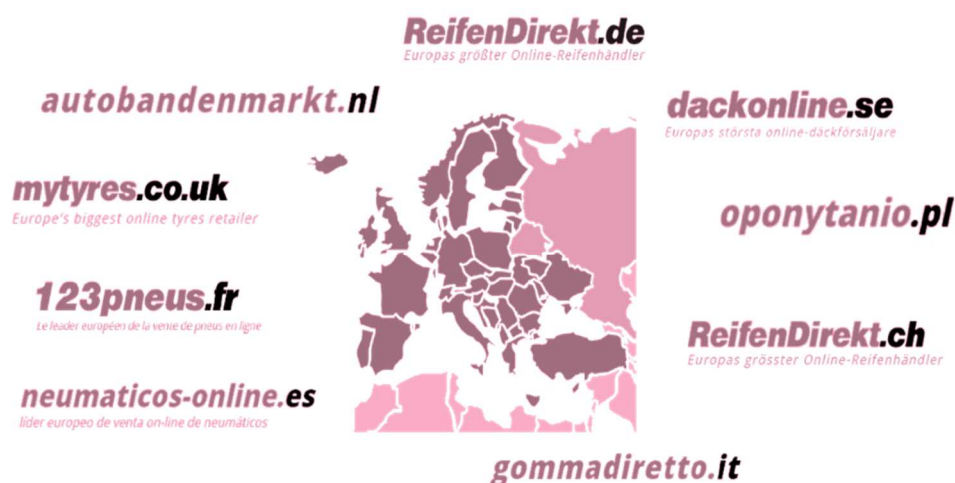 ReifenDirekt.de
Europas größter Online-Reifenhändler
autobandenmarkt.nl
dackonline.se
Europas största online-däckförsäljare
mytyres.co.uk
Europe's biggest online tyres retailer
oponytanio.pl
123pneus.fr
Le leader européen de la vente de pneus en ligne
ReifenDirekt.ch
Europas grösster Online-Reifenhändler
neumaticos-online.es
líder europeo de venta on-line de neumáticos
gommadiretto.it